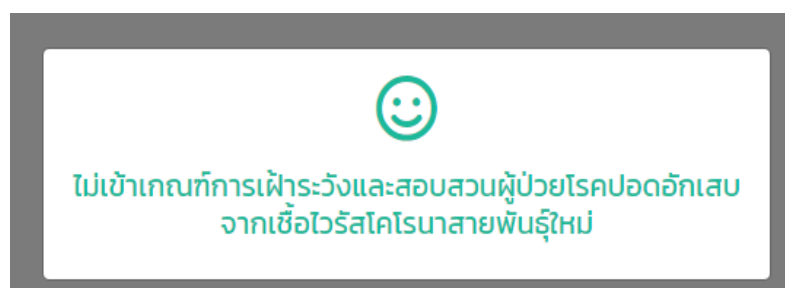 ไม่เข้าเกณฑ์การเฝ้าระวังและสอบสวนผู้ป่วยโรคปอดอักเสบ
จากเชื้อไวรัสโคโรนาสายพันธุ์ใหม่